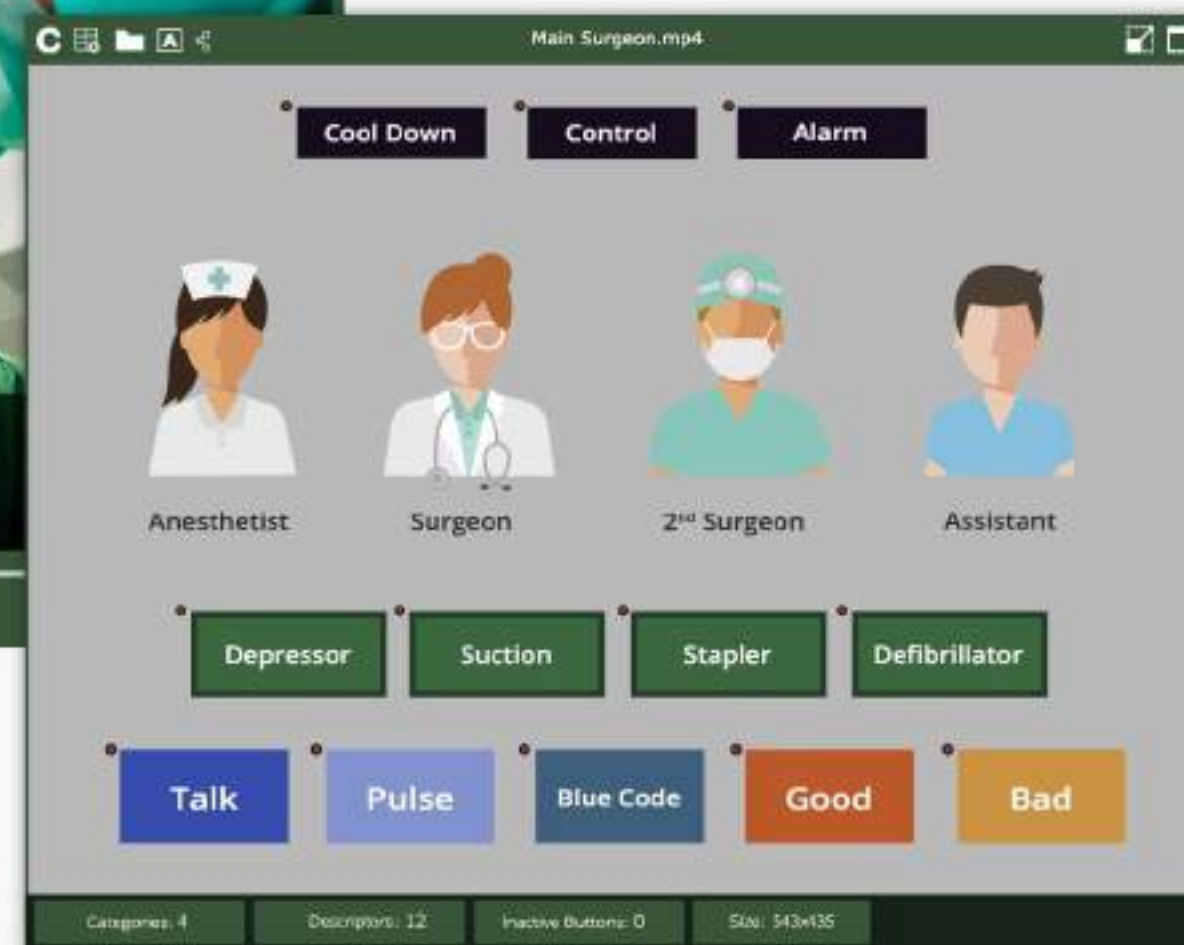 C A Main Surgeon.mp4
Cool Down Control Alarm
Anesthetist Surgeon 2nd Surgeon Assistant
Depressor Suction Stapler Defibrillator
Talk Pulse Blue Code Good Bad
Categories: 4 Descriptors: 12 Inactive Buttons: 0 Size: 543x435